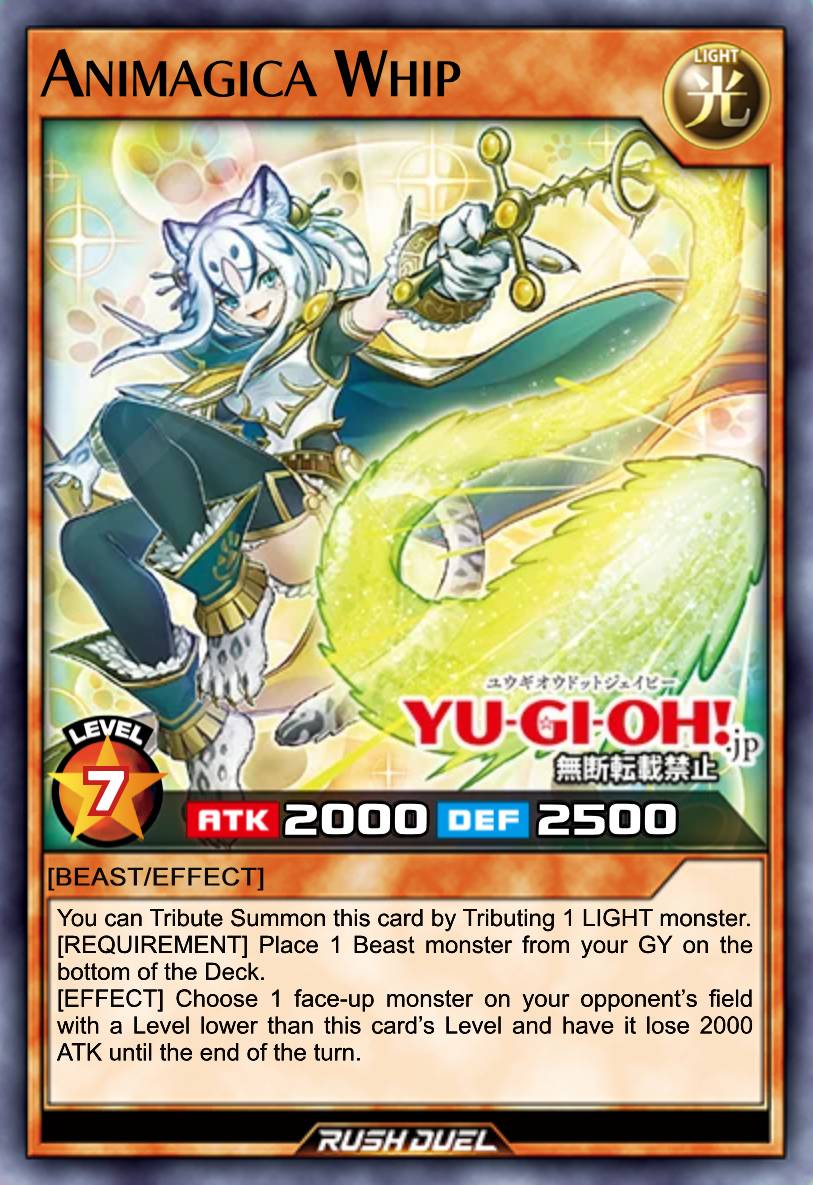 ANIMAGICA WHIP
LIGHT
光
ユウギオウドットジェイピー
YU-GI-OH!.jp
無断転載禁止
LEVEL
7
ATK 2000 DEF 2500
[BEAST/EFFECT]
You can Tribute Summon this card by Tributing 1 LIGHT monster.
[REQUIREMENT] Place 1 Beast monster from your GY on the
bottom of the Deck.
[EFFECT] Choose 1 face-up monster on your opponent's field
with a Level lower than this card's Level and have it lose 2000
ATK until the end of the turn.
RUSH DUEL